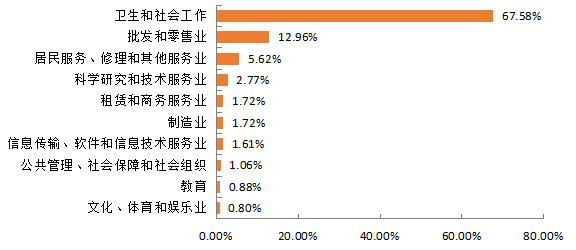 卫生和社会工作 67.58%
批发和零售业 12.96%
居民服务、修理和其他服务业 5.62%
科学研究和技术服务业 2.77%
租赁和商务服务业 1.72%
制造业 1.72%
信息传输、软件和信息技术服务业 1.61%
公共管理、社会保障和社会组织 1.06%
教育 0.88%
文化、体育和娱乐业 0.80%
0.00% 20.00% 40.00% 60.00% 80.00%